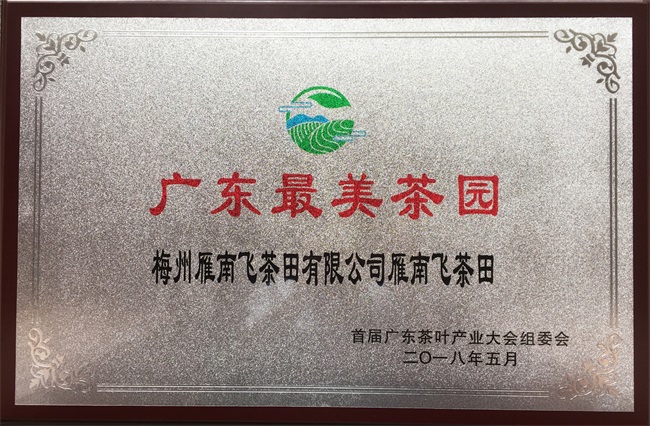 广东最美茶园
梅州雁南飞茶田有限公司雁南飞茶田
首届广东茶叶产业大会组委会
二〇一八年五月